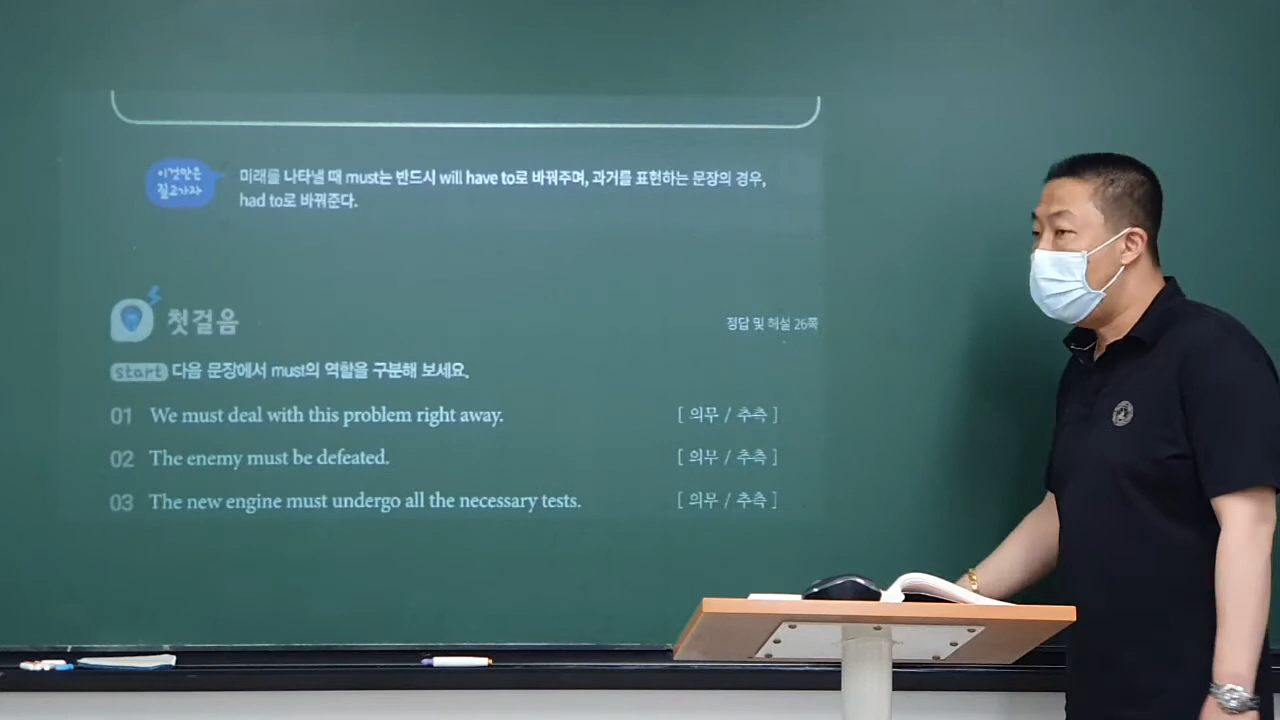 이것만은
짚고가자
미래를 나타낼 때 must는 반드시 will have to로 바꿔주며, 과거를 표현하는 문장의 경우,
had to로 바꿔준다.
첫걸음
정답 및 해설 26쪽
start 다음 문장에서 must의 역할을 구분해 보세요.
01 We must deal with this problem right away. [ 의무 / 추측 ]
02 The enemy must be defeated. [ 의무 / 추측 ]
03 The new engine must undergo all the necessary tests. [ 의무 / 추측 ]